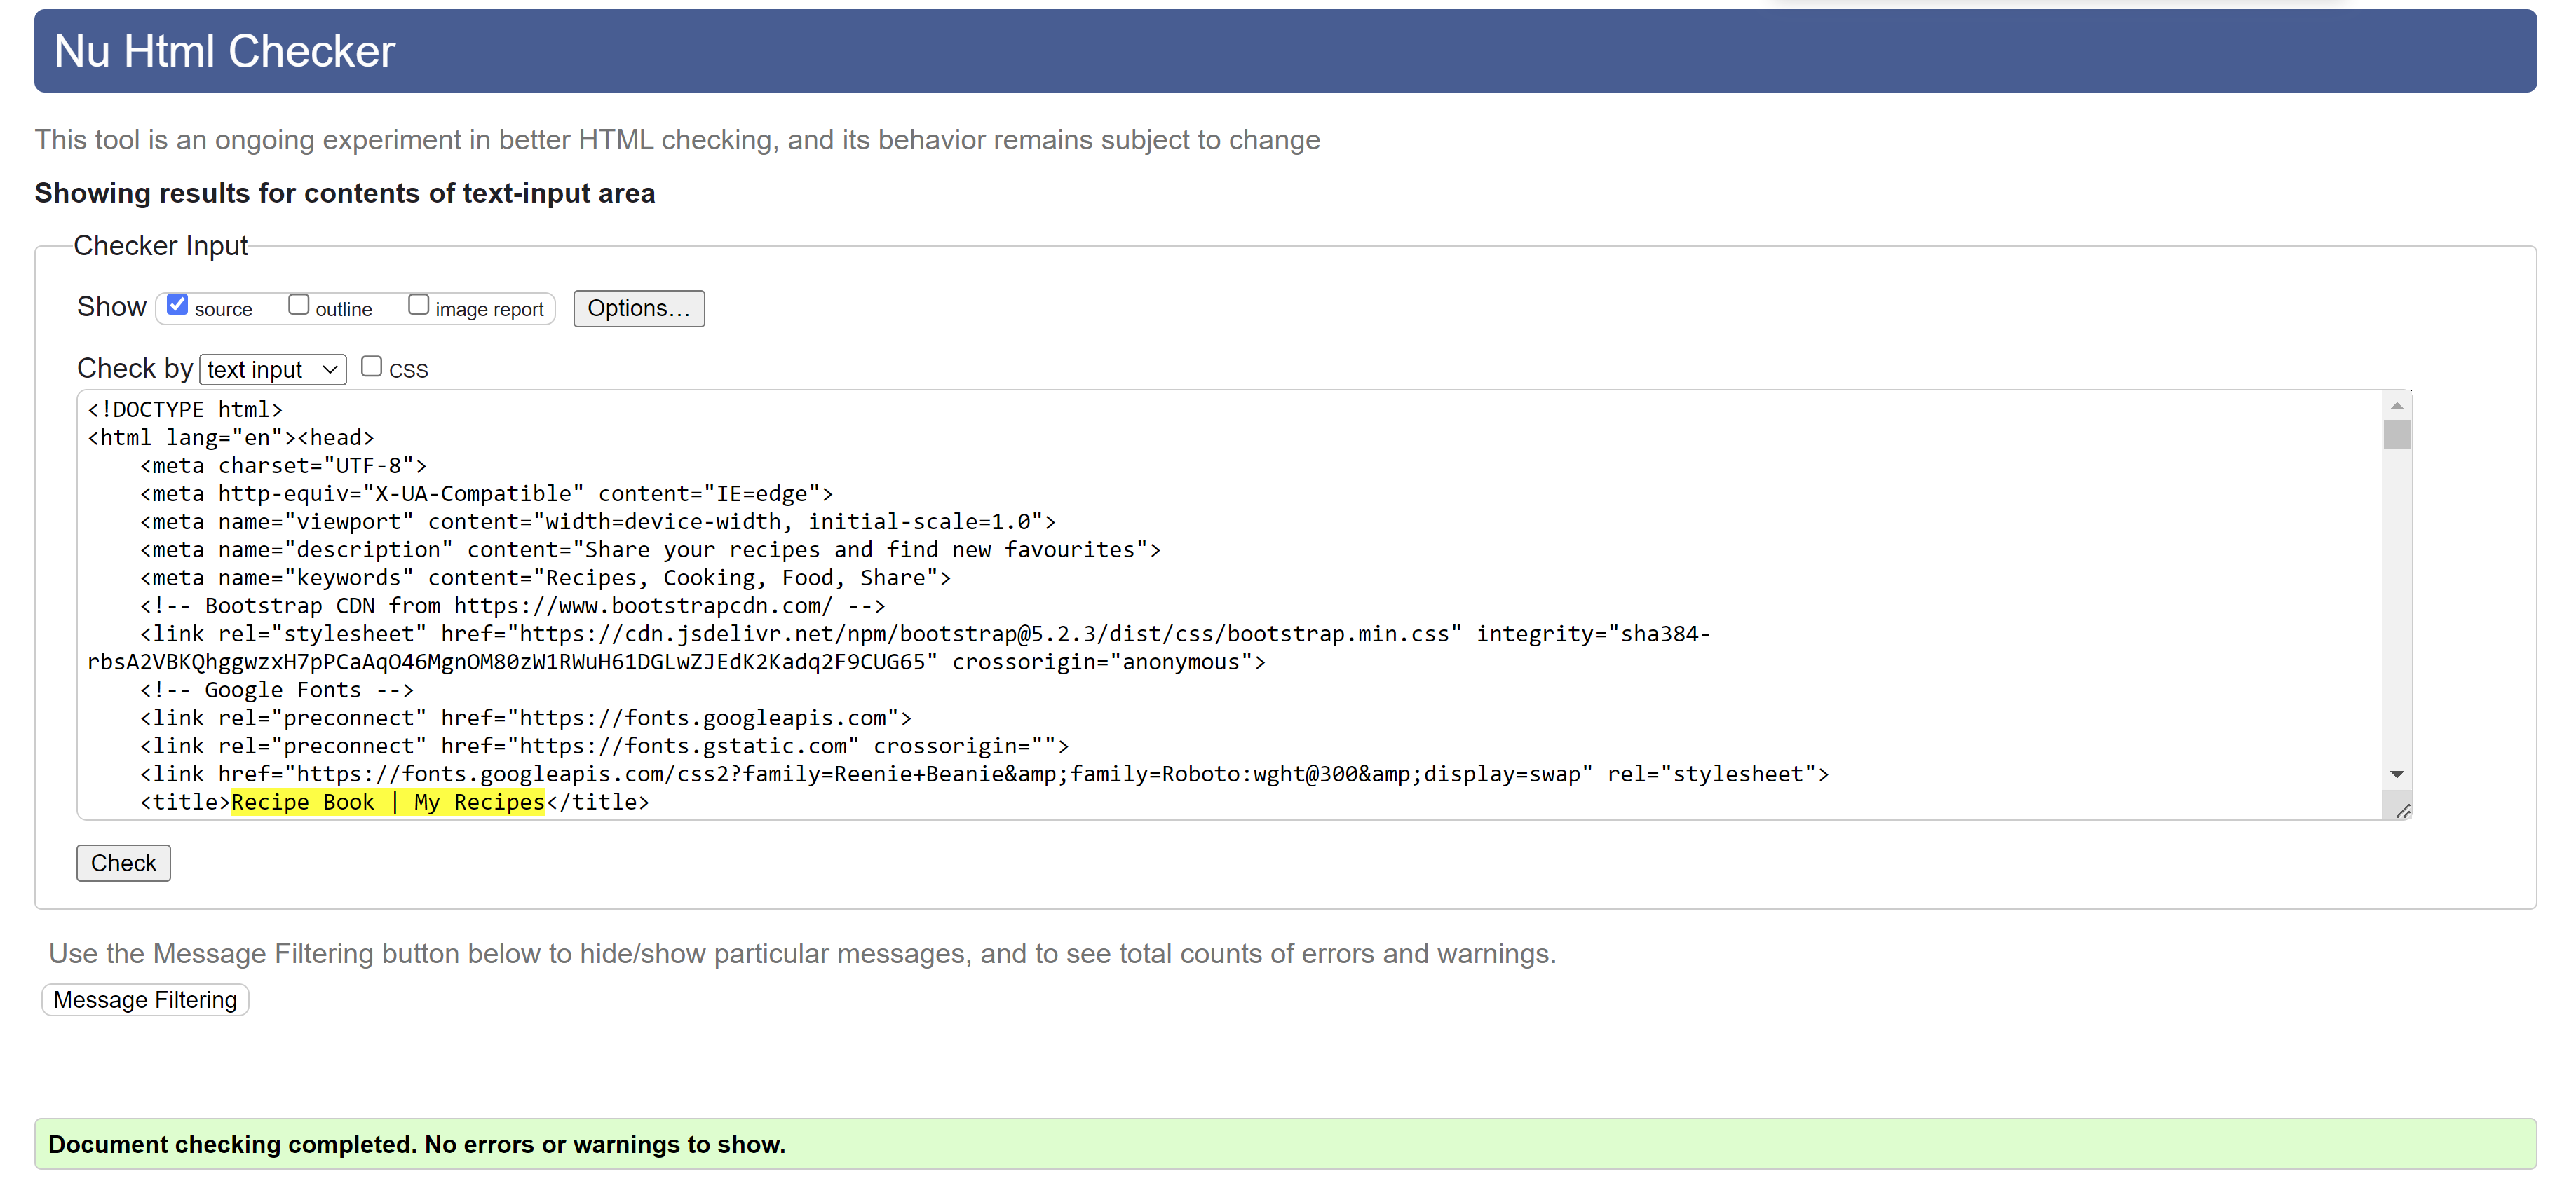 Nu Html Checker
This tool is an ongoing experiment in better HTML checking, and its behavior remains subject to change
Showing results for contents of text-input area
Checker Input
Show source outline image report Options...
Check by text input CSS
<!DOCTYPE html>
<html lang="en"><head>
    <meta charset="UTF-8">
    <meta http-equiv="X-UA-Compatible" content="IE=edge">
    <meta name="viewport" content="width=device-width, initial-scale=1.0">
    <meta name="description" content="Share your recipes and find new favourites">
    <meta name="keywords" content="Recipes, Cooking, Food, Share">
    <!-- Bootstrap CDN from https://www.bootstrapcdn.com/ -->
    <link rel="stylesheet" href="https://cdn.jsdelivr.net/npm/bootstrap@5.2.3/dist/css/bootstrap.min.css" integrity="sha384-
rbsA2VBKQhggwzxH7pPCaAqO46MgnOM80zW1RWuH61DGLwZJEdK2Kadq2F9CUG65" crossorigin="anonymous">
    <!-- Google Fonts -->
    <link rel="preconnect" href="https://fonts.googleapis.com">
    <link rel="preconnect" href="https://fonts.gstatic.com" crossorigin="">
    <link href="https://fonts.googleapis.com/css2?family=Reenie+Beanie&amp;family=Roboto:wght@300&amp;display=swap" rel="stylesheet">
    <title>Recipe Book | My Recipes</title>
Check
Use the Message Filtering button below to hide/show particular messages, and to see total counts of errors and warnings.
Message Filtering
Document checking completed. No errors or warnings to show.